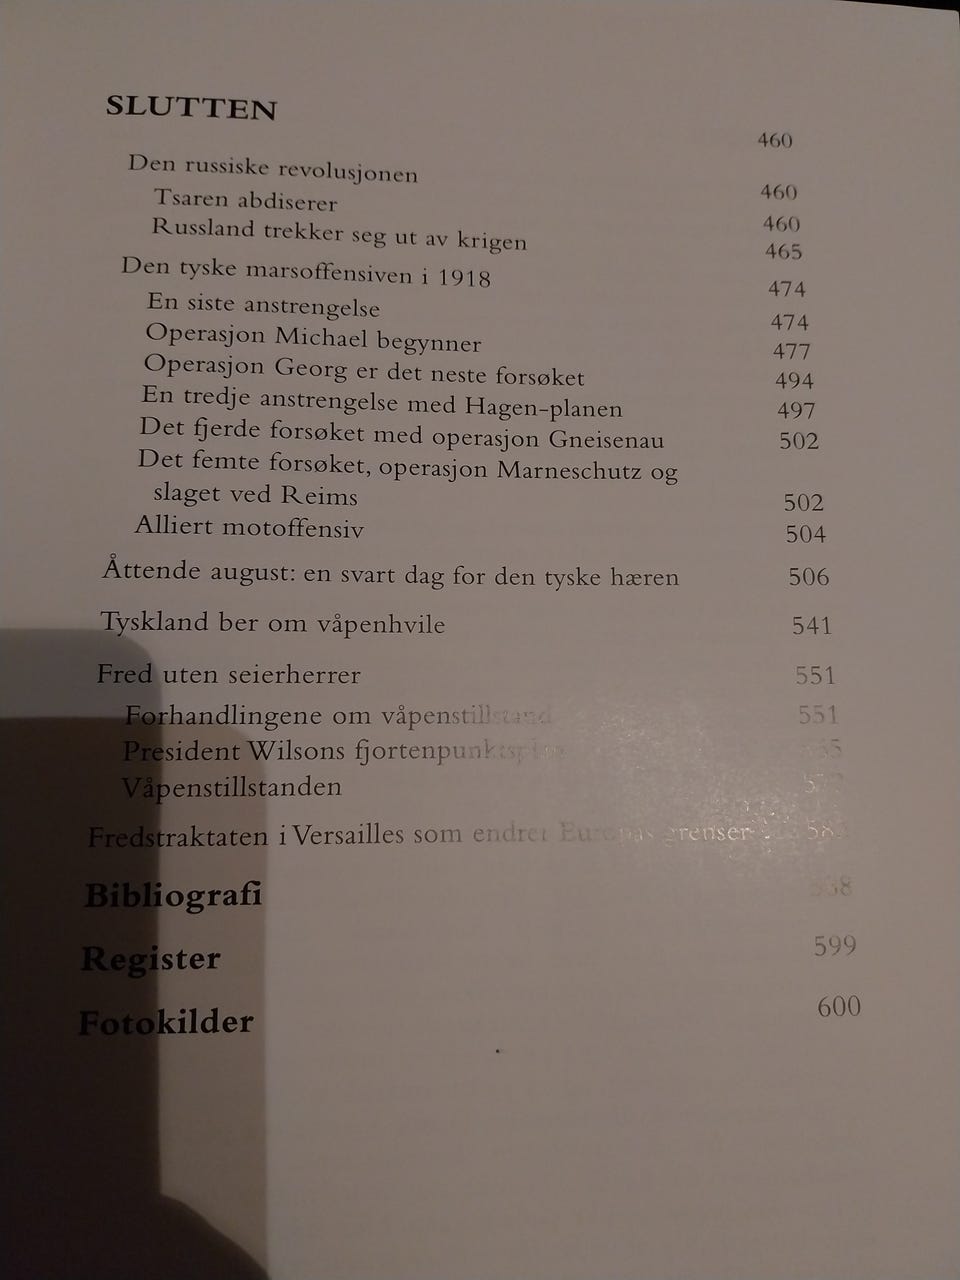 SLUTTEN 460
Den russiske revolusjonen 460
Tsaren abdiserer 460
Russland trekker seg ut av krigen 465
Den tyske marsoffensiven i 1918 474
En siste anstrengelse 474
Operasjon Michael begynner 477
Operasjon Georg er det neste forsøket 494
En tredje anstrengelse med Hagen-planen 497
Det fjerde forsøket med operasjon Gneisenau 502
Det femte forsøket, operasjon Marneschutz og
slaget ved Reims 502
Alliert motoffensiv 504
Åttende august: en svart dag for den tyske hæren 506
Tyskland ber om våpenhvile 541
Fred uten seierherrer 551
Forhandlingene om våpenstillstand 551
President Wilsons fjortenpunktsplan
Våpenstillstanden
Fredstraktaten i Versailles som endret Europas grenser
Bibliografi
Register 599
Fotokilder 600